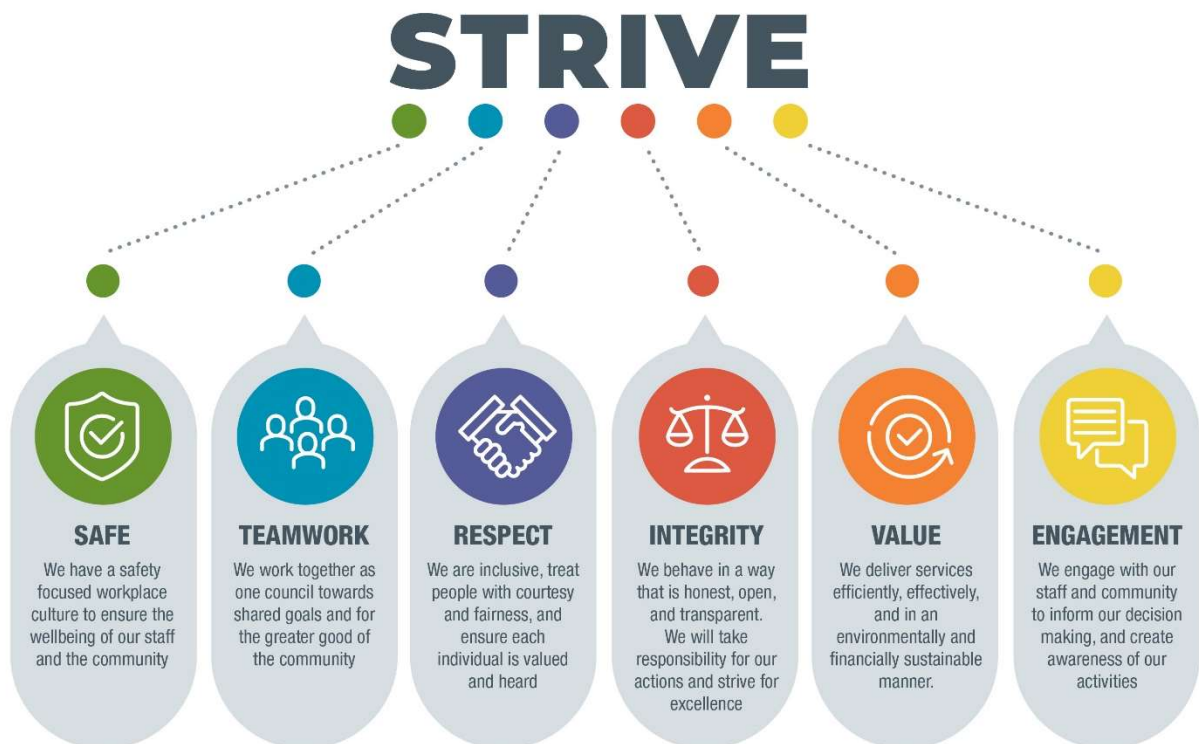 STRIVE
SAFE
We have a safety
focused workplace
culture to ensure the
wellbeing of our staff
and the community
TEAMWORK
We work together as
one council towards
shared goals and for
the greater good of
the community
RESPECT
We are inclusive, treat
people with courtesy
and fairness, and
ensure each
individual is valued
and heard
INTEGRITY
We behave in a way
that is honest, open,
and transparent.
We will take
responsibility for our
actions and strive for
excellence
VALUE
We deliver services
efficiently, effectively,
and in an
environmentally and
financially sustainable
manner.
ENGAGEMENT
We engage with our
staff and community
to inform our decision
making, and create
awareness of our
activities